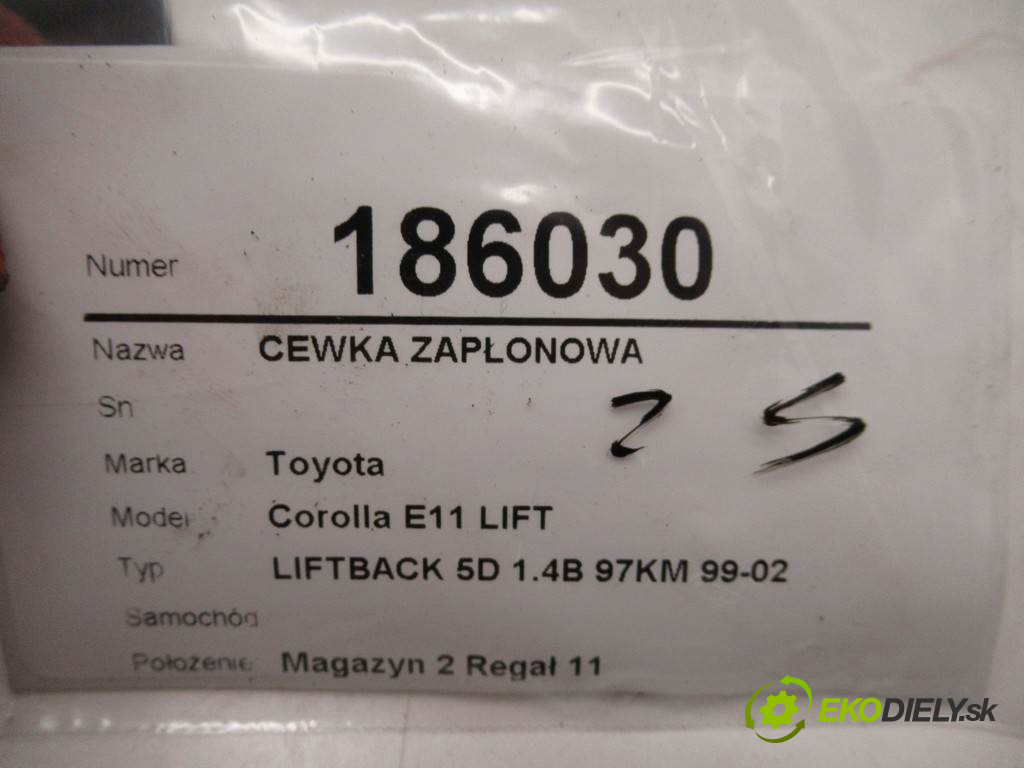 Numer 186030
Nazwa CEWKA ZAPŁONOWA
Sn
2 5
Marka Toyota
Model Corolla E11 LIFT
Typ LIFTBACK 5D 1.4B 97KM 99-02
Samochód
Położenie Magazyn 2 Regał 11
EKODIELY.sk